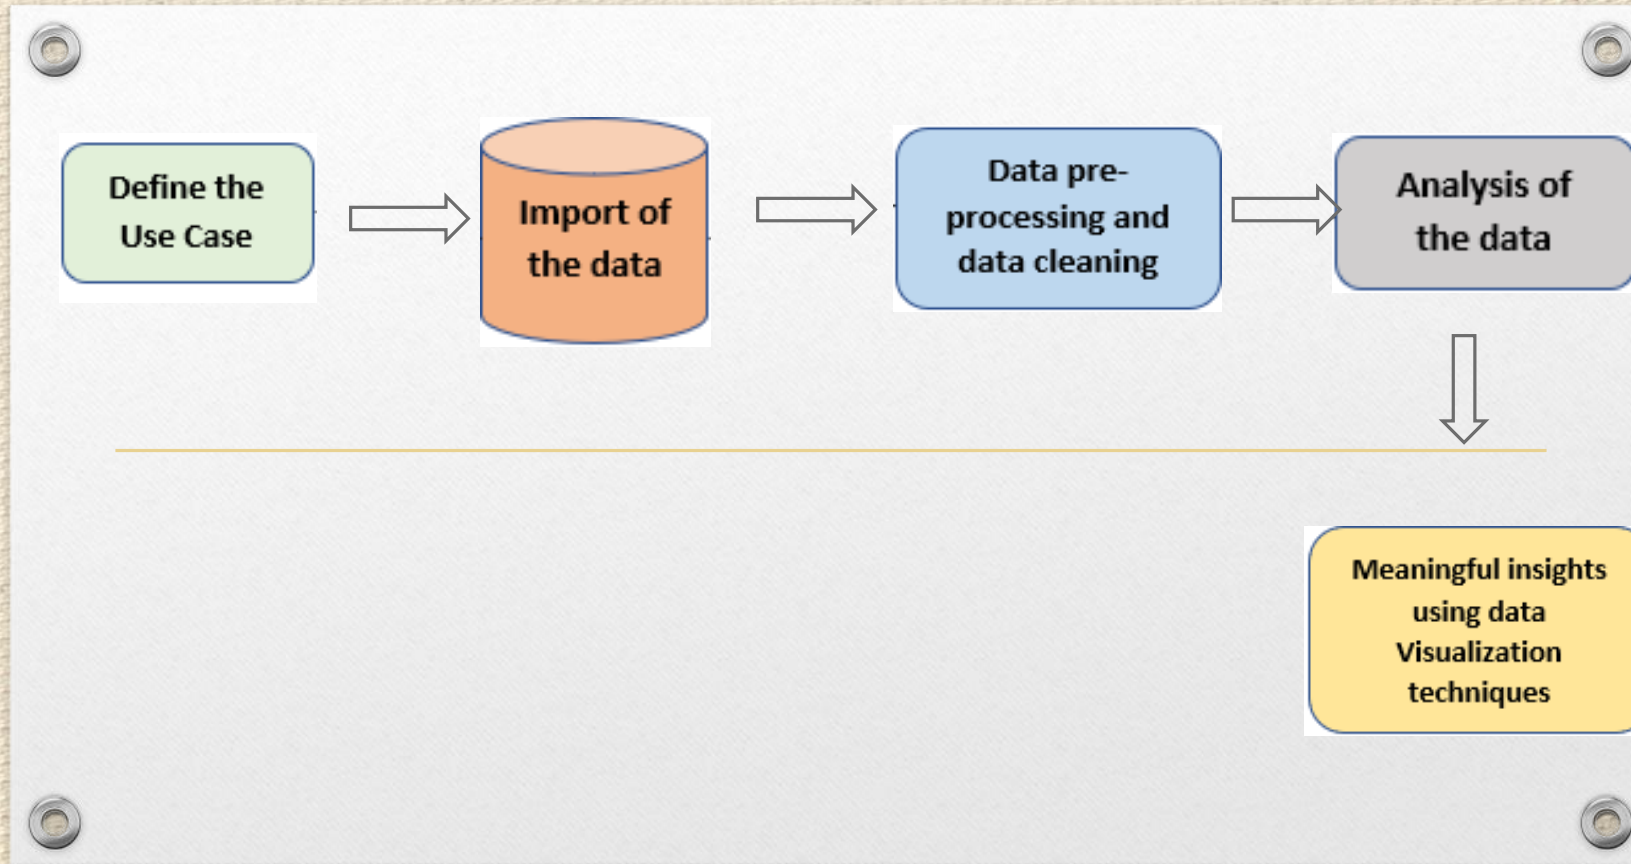 Define the
Use Case
Import of
the data
Data pre-
processing and
data cleaning
Analysis of
the data
Meaningful insights
using data
Visualization
techniques